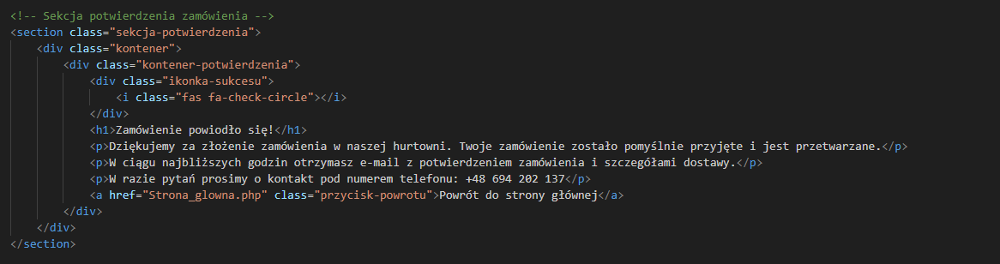 <!-- Sekcja potwierdzenia zamówienia -->
<section class="sekcja-potwierdzenia">
<div class="kontener">
<div class="kontener-potwierdzenia">
<div class="ikonka-sukcesu">
<i class="fas fa-check-circle"></i>
</div>
<h1>Zamówienie powiodło się!</h1>
<p>Dziękujemy za złożenie zamówienia w naszej hurtowni. Twoje zamówienie zostało pomyślnie przyjęte i jest przetwarzane.</p>
<p>W ciągu najbliższych godzin otrzymasz e-mail z potwierdzeniem zamówienia i szczegółami dostawy.</p>
<p>W razie pytań prosimy o kontakt pod numerem telefonu: +48 694 202 137</p>
<a href="Strona_glowna.php" class="przycisk-powrotu">Powrót do strony głównej</a>
</div>
</div>
</section>